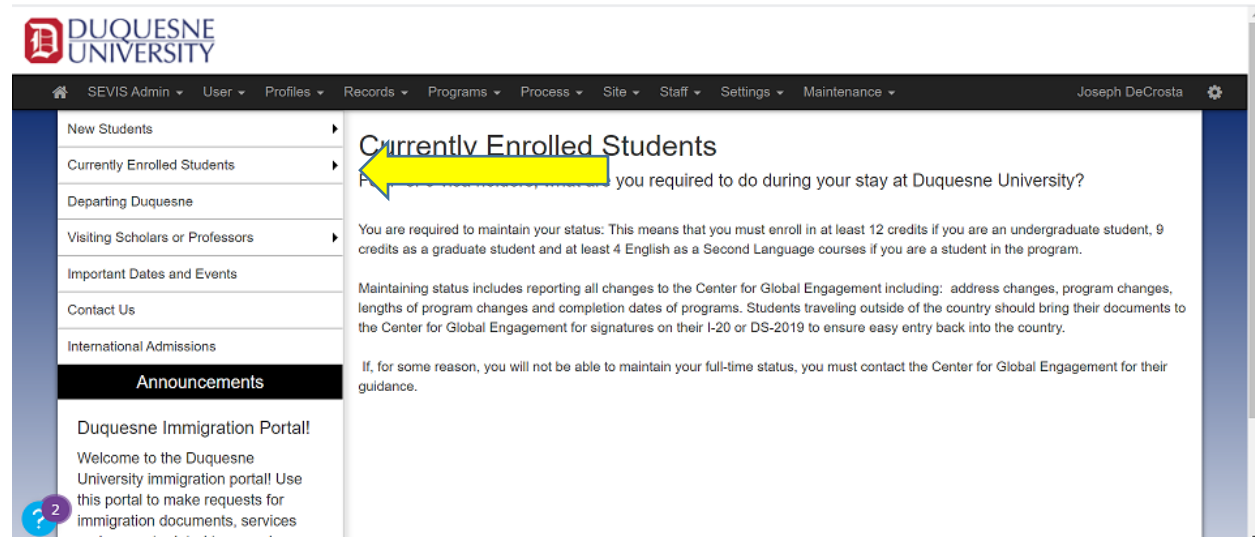 DUQUESNE
UNIVERSITY
SEVIS Admin User Profiles Records Programs Process Site Staff Settings Maintenance Joseph DeCrosta
New Students
Currently Enrolled Students
Departing Duquesne
Visiting Scholars or Professors
Important Dates and Events
Contact Us
International Admissions
Announcements
Duquesne Immigration Portal!
Welcome to the Duquesne
University immigration portal! Use
this portal to make requests for
immigration documents, services
2
Currently Enrolled Students
you required to do during your stay at Duquesne University?
You are required to maintain your status: This means that you must enroll in at least 12 credits if you are an undergraduate student, 9
credits as a graduate student and at least 4 English as a Second Language courses if you are a student in the program.
Maintaining status includes reporting all changes to the Center for Global Engagement including: address changes, program changes,
lengths of program changes and completion dates of programs. Students traveling outside of the country should bring their documents to
the Center for Global Engagement for signatures on their I-20 or DS-2019 to ensure easy entry back into the country.
If, for some reason, you will not be able to maintain your full-time status, you must contact the Center for Global Engagement for their
guidance.